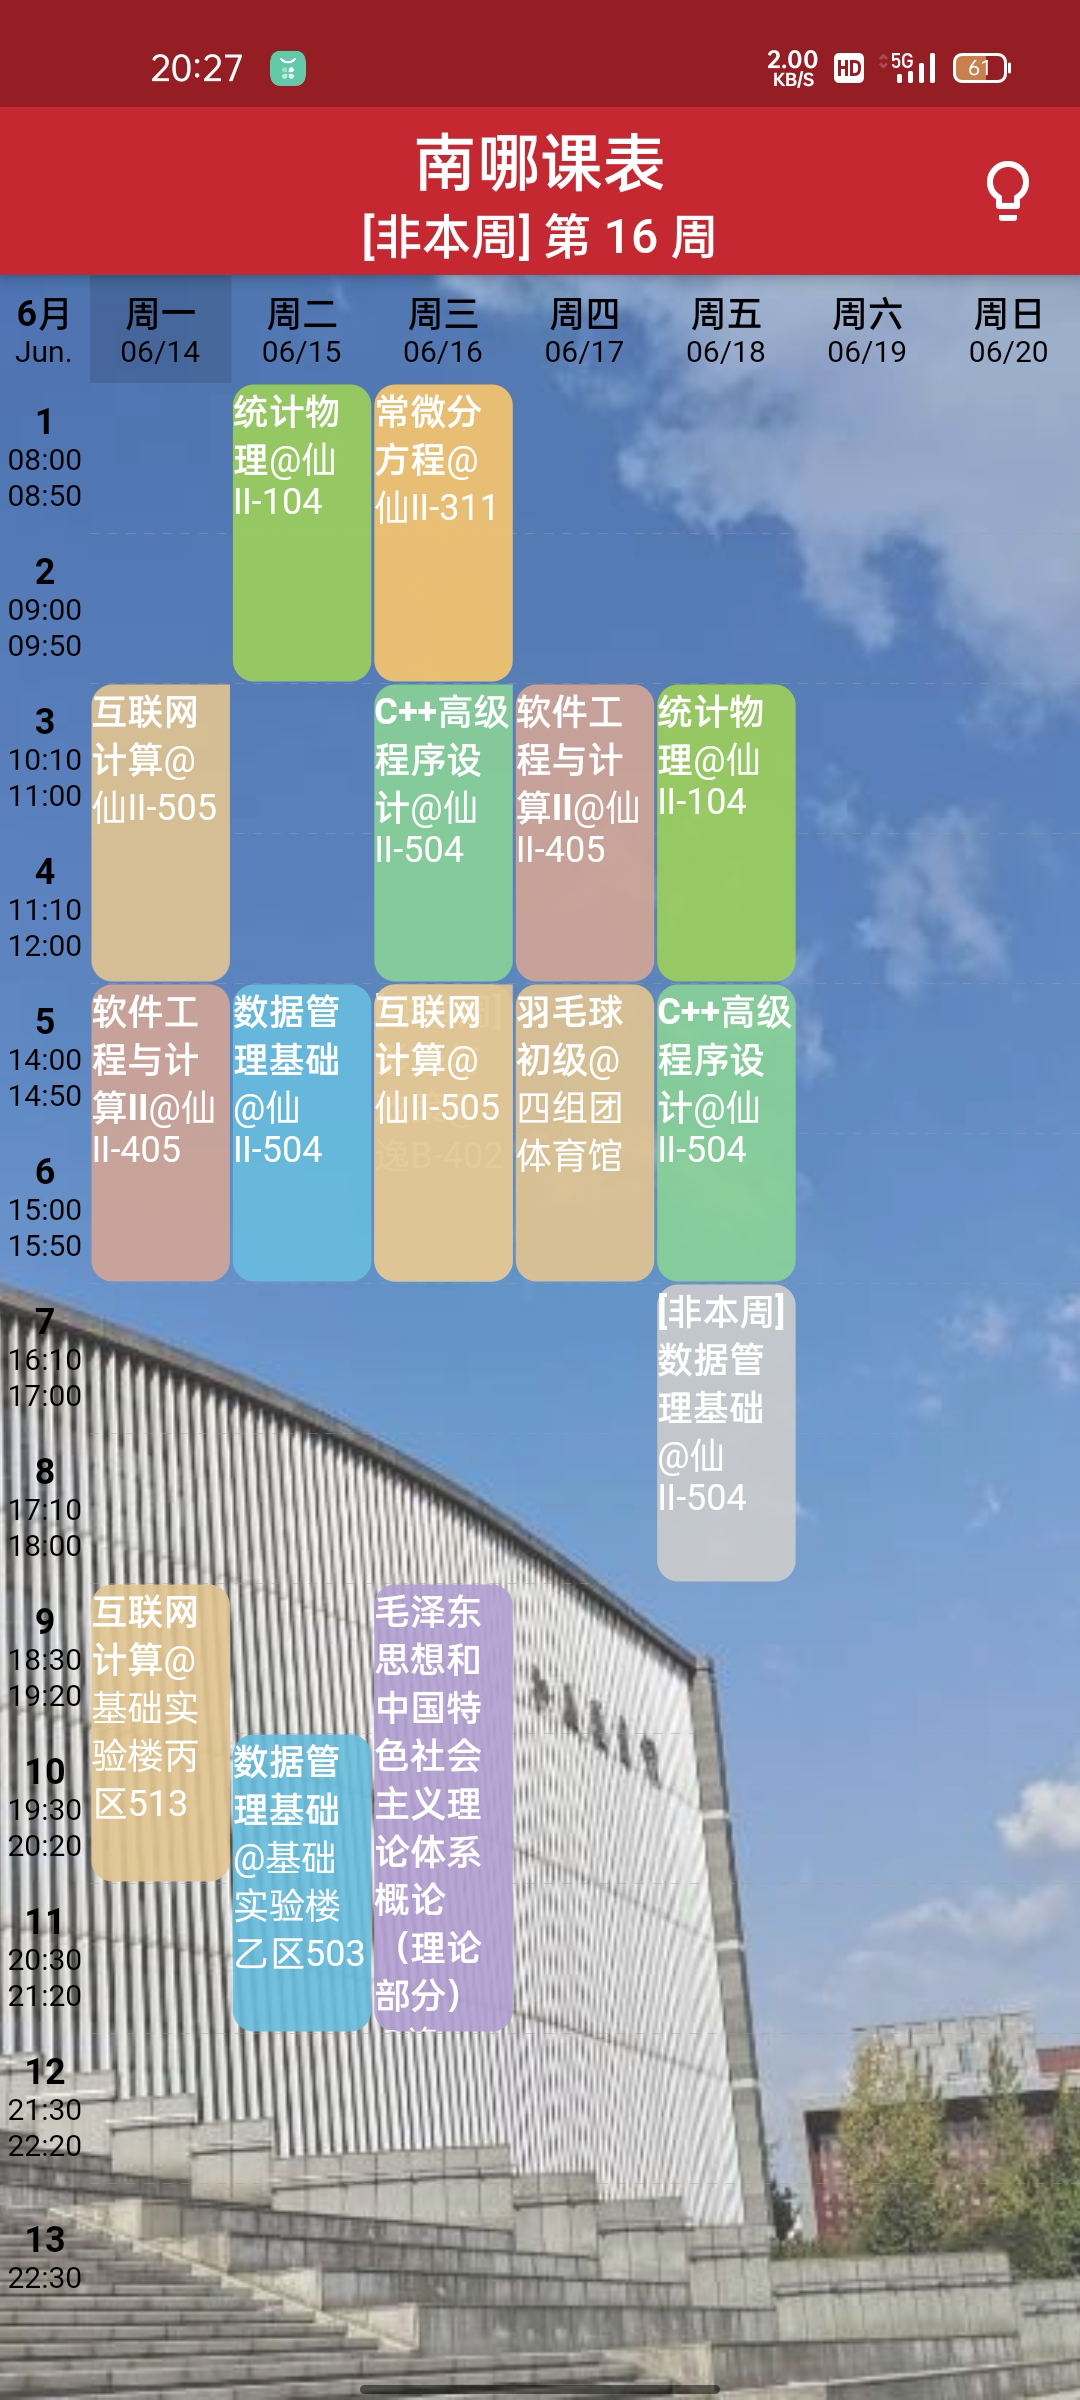 20:27
2.00
KB/S
HD
5G
61
南哪课表
[非本周] 第 16 周
6月
Jun.
周一
06/14
周二
06/15
周三
06/16
周四
06/17
周五
06/18
周六
06/19
周日
06/20
1
08:00
08:50
统计物
理@仙
II-104
常微分
方程@
仙II-311
2
09:00
09:50
3
10:10
11:00
互联网
计算@
仙II-505
C++高级
程序设
计@仙
II-504
软件工
程与计
算II@仙
II-405
统计物
理@仙
II-104
4
11:10
12:00
5
14:00
14:50
软件工
程与计
算II@仙
II-405
数据管
理基础
@仙
II-504
互联网
计算@
仙II-505
逸B-402
羽毛球
初级@
四组团
体育馆
C++高级
程序设
计@仙
II-504
6
15:00
15:50
7
16:10
17:00
[非本周]
数据管
理基础
@仙
II-504
8
17:10
18:00
9
18:30
19:20
互联网
计算@
基础实
验楼丙
区513
毛泽东
思想和
中国特
色社会
主义理
论体系
概论
（理论
部分）
10
19:30
20:20
数据管
理基础
@基础
实验楼
乙区503
11
20:30
21:20
12
21:30
22:20
13
22:30